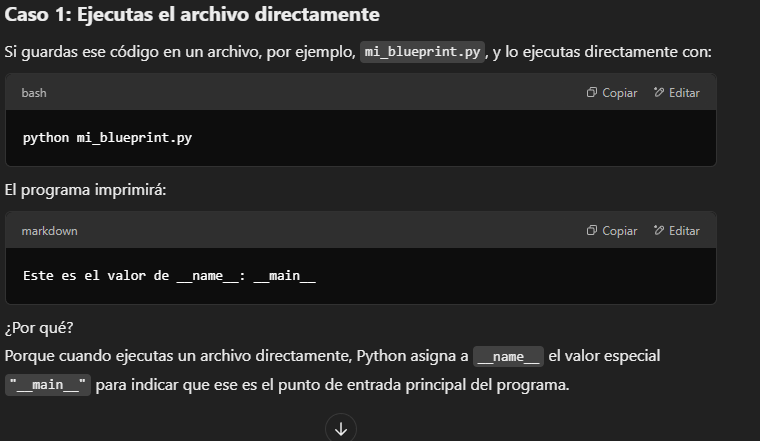 Caso 1: Ejecutas el archivo directamente
Si guardas ese código en un archivo, por ejemplo, mi_blueprint.py, y lo ejecutas directamente con:
bash Copiar Editar
python mi_blueprint.py
El programa imprimirá:
markdown Copiar Editar
Este es el valor de __name__: __main__
¿Por qué?
Porque cuando ejecutas un archivo directamente, Python asigna a __name__ el valor especial
"__main__" para indicar que ese es el punto de entrada principal del programa.